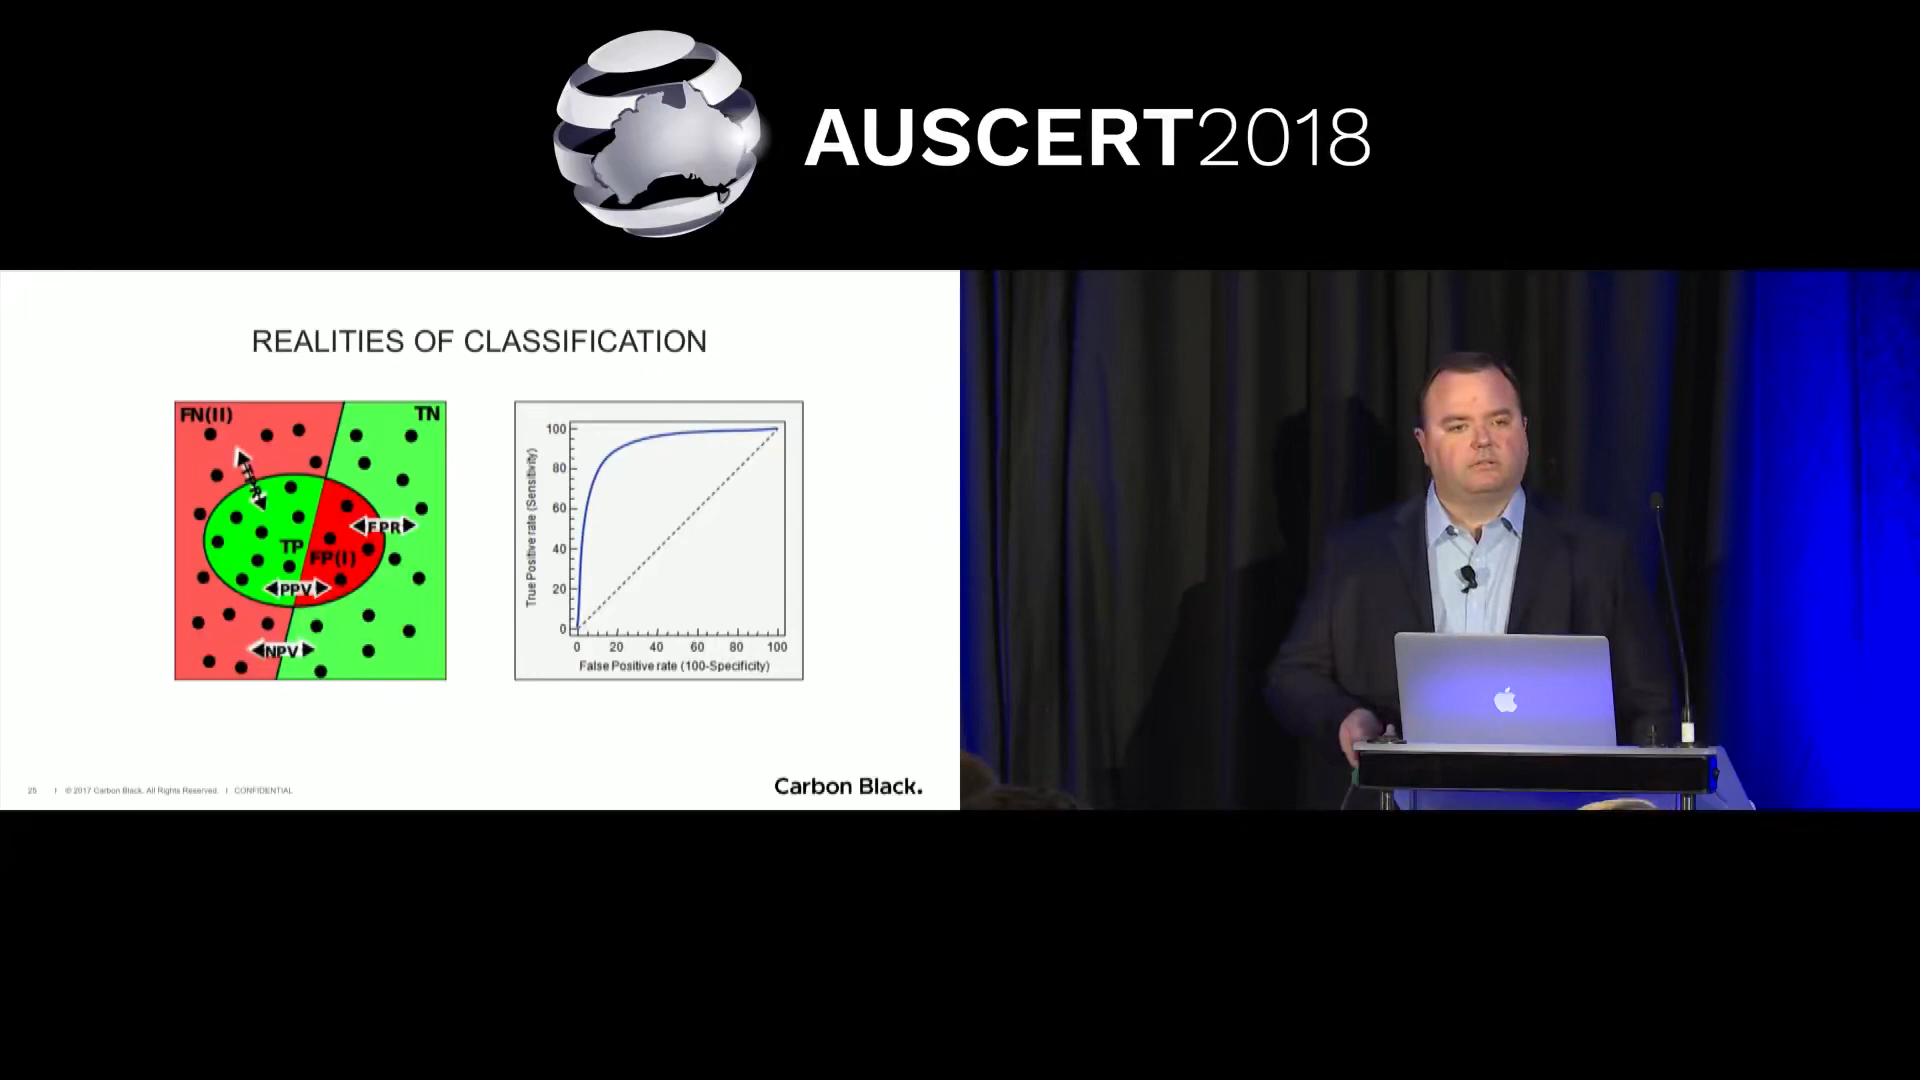 AUSCERT2018
REALITIES OF CLASSIFICATION
FN(II)
TN
TPR
FPR
TP
FP(I)
PPV
NPV
100
80
60
40
20
0
True Positive rate (Sensitivity)
0 20 40 60 80 100
False Positive rate (100-Specificity)
25 | © 2017 Carbon Black. All Rights Reserved. | CONFIDENTIAL
Carbon Black.